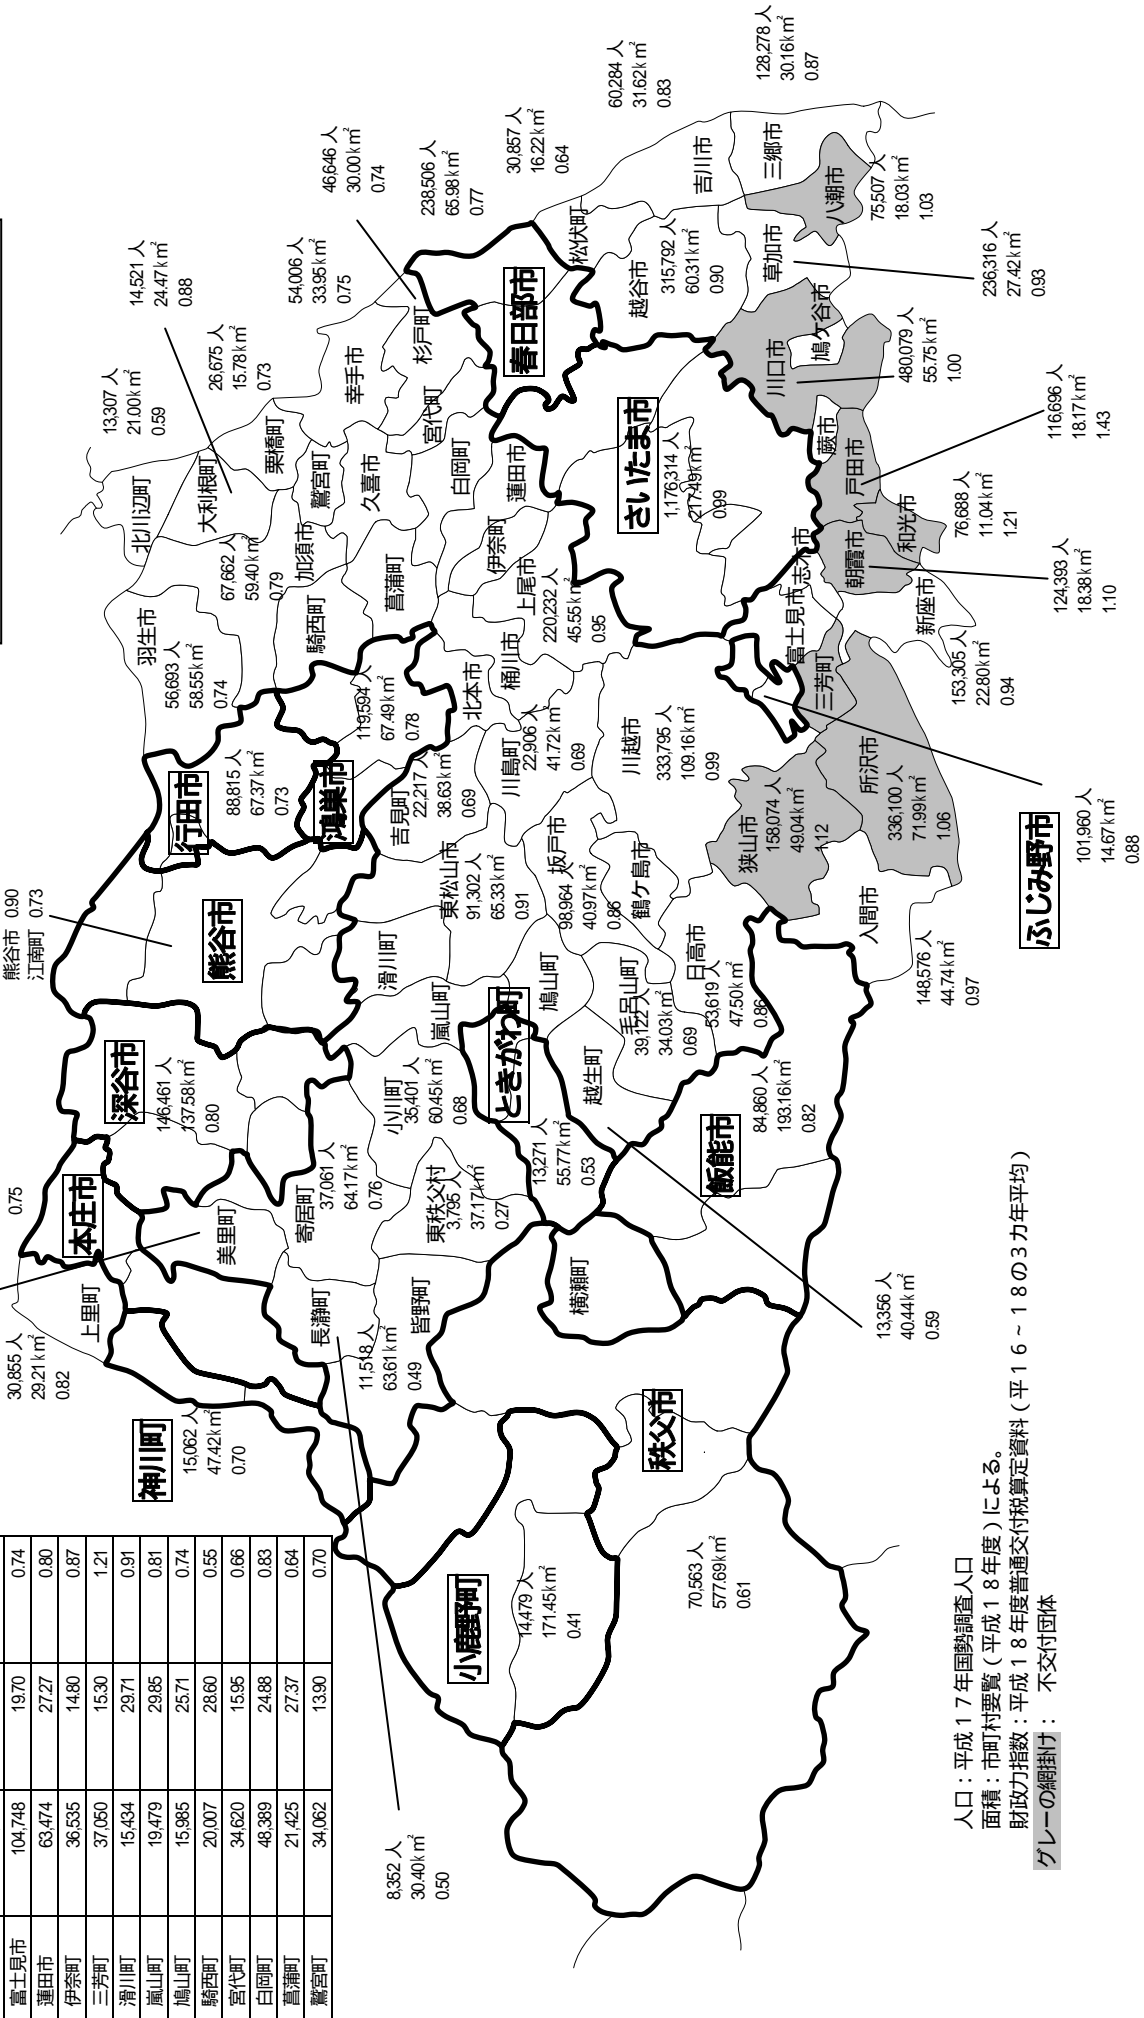 富士見市 104,748 19.70 0.74
蓮田市 63,474 27.27 0.80
伊奈町 36,535 14.80 0.87
三芳町 37,050 15.30 1.21
滑川町 15,434 29.71 0.91
嵐山町 19,479 29.85 0.81
鳩山町 15,985 25.71 0.74
騎西町 20,007 28.60 0.55
宮代町 34,620 15.95 0.66
白岡町 48,389 24.88 0.83
菖蒲町 21,425 27.37 0.64
鷲宮町 34,062 13.90 0.70
30,855 人
29.21k㎡
0.82
上里町
0.75
本庄市
神川町
15,062 人
47.42k㎡
0.70
美里町
深谷市
146,461 人
137.58k㎡
0.80
熊谷市 0.90
江南町 0.73
熊谷市
行田市
88,815 人
67.37k㎡
0.73
羽生市
56,693 人
58.55k㎡
0.74
北川辺町
13,307 人
21.00k㎡
0.59
大利根町
14,521 人
24.47k㎡
0.88
加須市
67,662 人
59.40k㎡
0.79
騎西町
栗橋町
26,675 人
15.78k㎡
0.73
鷲宮町
久喜市
幸手市
54,006 人
33.95k㎡
0.75
杉戸町
46,646 人
30.00k㎡
0.74
宮代町
白岡町
菖蒲町
蓮田市
伊奈町
春日部市
238,506 人
65.98k㎡
0.77
松伏町
30,857 人
16.22k㎡
0.64
越谷市
315,792 人
60.31k㎡
0.90
吉川市
60,284 人
31.62k㎡
0.83
三郷市
128,278 人
30.16k㎡
0.87
八潮市
75,507 人
18.03k㎡
1.03
草加市
236,316 人
27.42k㎡
0.93
鳩ケ谷市
川口市
480,079 人
55.75k㎡
1.00
蕨市
戸田市
116,696 人
18.17k㎡
1.43
和光市
76,688 人
11.04k㎡
1.21
朝霞市
124,393 人
18.38k㎡
1.10
志木市
新座市
153,305 人
22.80k㎡
0.94
富士見市
三芳町
さいたま市
1,176,314 人
217.49k㎡
0.99
上尾市
220,232 人
45.55k㎡
0.95
桶川市
北本市
鴻巣市
119,594 人
67.49k㎡
0.78
吉見町
22,217 人
38.63k㎡
0.69
川島町
22,906 人
41.72k㎡
0.69
川越市
333,795 人
109.16k㎡
0.99
ふじみ野市
101,960 人
14.67k㎡
0.88
所沢市
336,100 人
71.99k㎡
1.06
狭山市
158,074 人
49.04k㎡
1.12
入間市
148,576 人
44.74k㎡
0.97
東松山市
91,302 人
65.33k㎡
0.91
坂戸市
98,964 人
40.97k㎡
0.86
鶴ケ島市
日高市
53,619 人
47.50k㎡
0.86
毛呂山町
39,122 人
34.03k㎡
0.69
滑川町
嵐山町
鳩山町
越生町
13,356 人
40.44k㎡
0.59
ときがわ町
13,271 人
55.77k㎡
0.53
小川町
35,401 人
60.45k㎡
0.68
寄居町
37,061 人
64.17k㎡
0.76
東秩父村
3,795 人
37.17k㎡
0.27
飯能市
84,860 人
193.16k㎡
0.82
横瀬町
皆野町
11,518 人
63.61k㎡
0.49
長瀞町
8,352 人
30.40k㎡
0.50
小鹿野町
14,479 人
171.45k㎡
0.41
秩父市
70,563 人
577.69k㎡
0.61
人口：平成１７年国勢調査人口
面積：市町村要覧（平成１８年度）による。
財政力指数：平成１８年度普通交付税算定資料（平１６～１８の３カ年平均）
グレーの網掛け： 不交付団体